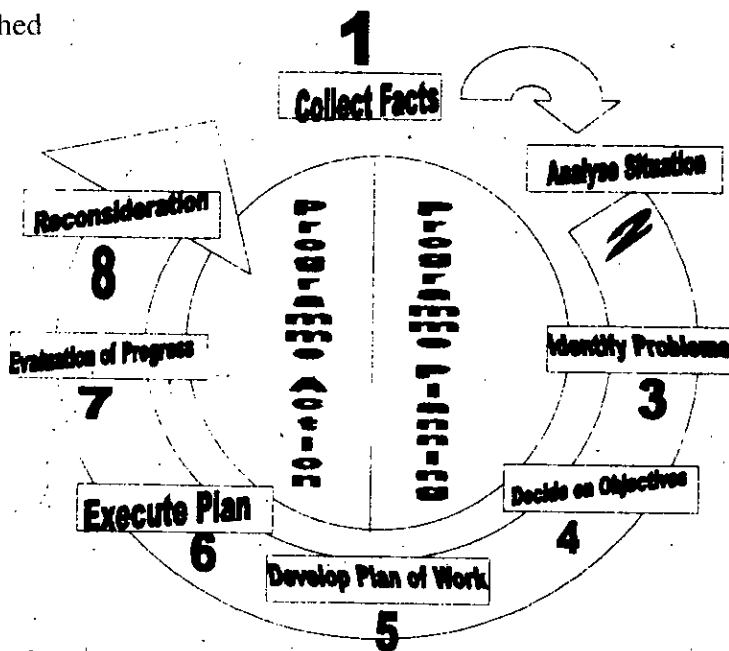 hed
1
Collect Facts
Analyse Situation
2
Identify Problems
3
Decide on Objectives
4
Develop Plan of Work
5
Execute Plan
6
Evaluation of Progress
7
Reconsideration
8
Programme Action
Programme Planning